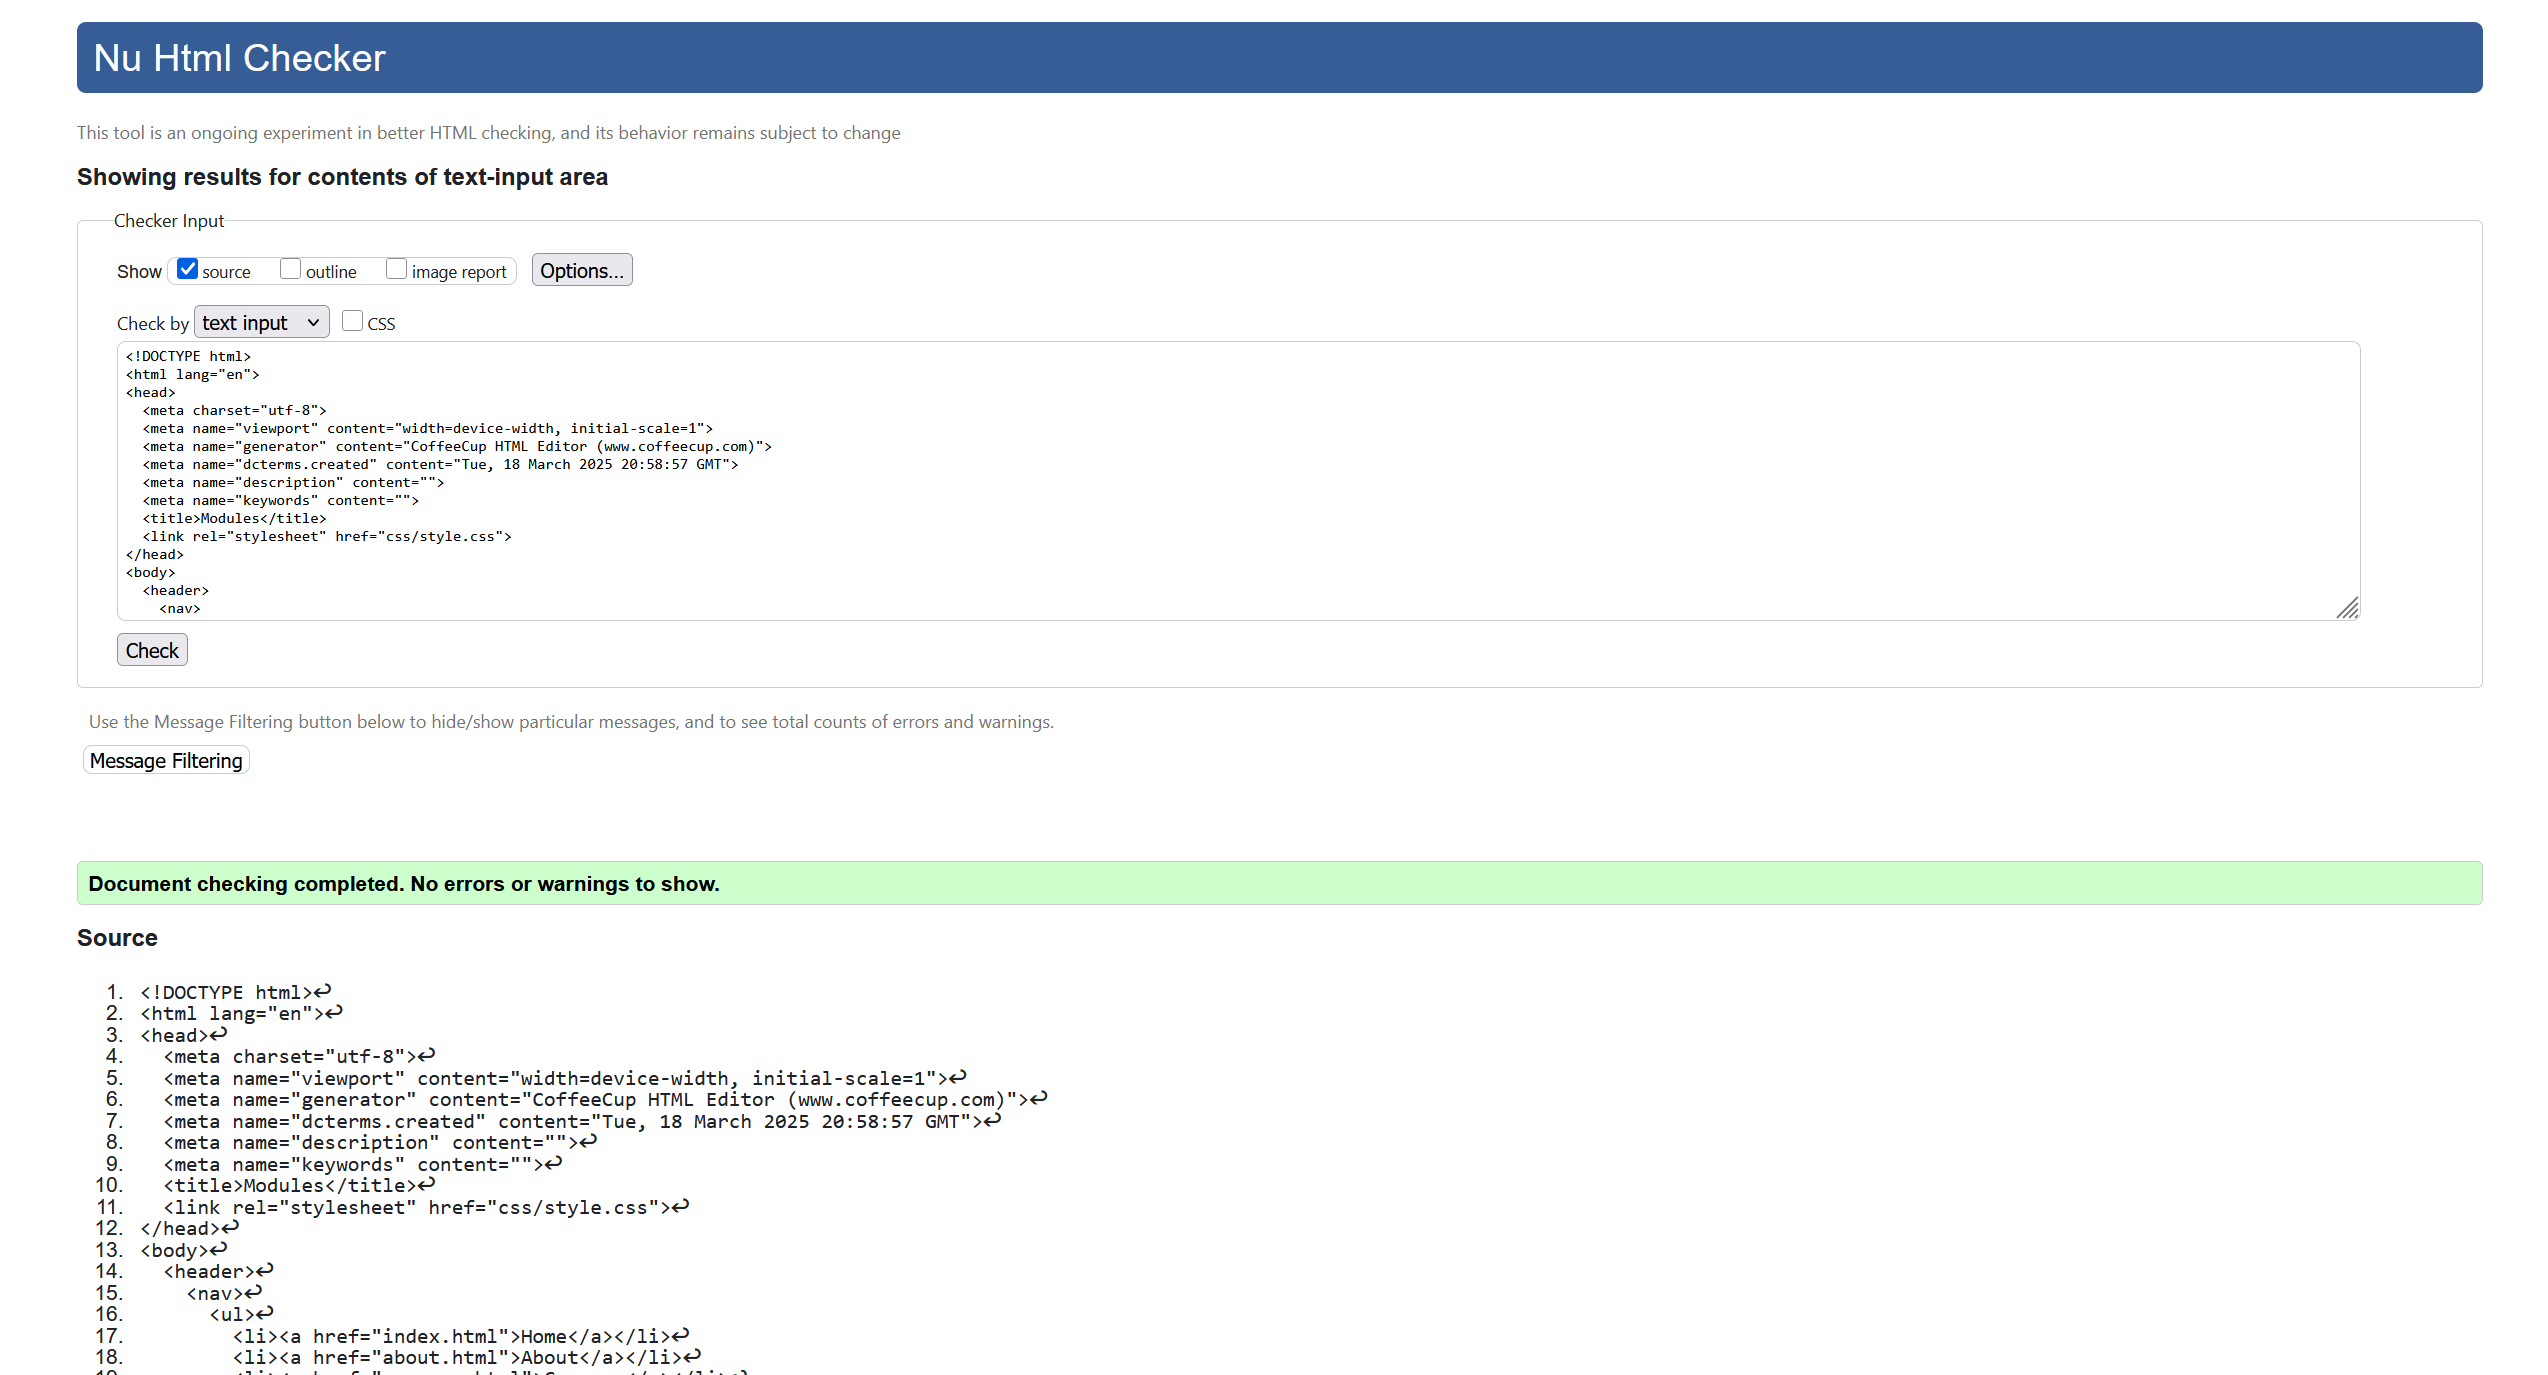 Nu Html Checker
This tool is an ongoing experiment in better HTML checking, and its behavior remains subject to change
Showing results for contents of text-input area
Checker Input
Show source outline image report Options...
Check by text input CSS
<!DOCTYPE html>
<html lang="en">
<head>
  <meta charset="utf-8">
  <meta name="viewport" content="width=device-width, initial-scale=1">
  <meta name="generator" content="CoffeeCup HTML Editor (www.coffeecup.com)">
  <meta name="dcterms.created" content="Tue, 18 March 2025 20:58:57 GMT">
  <meta name="description" content="">
  <meta name="keywords" content="">
  <title>Modules</title>
  <link rel="stylesheet" href="css/style.css">
</head>
<body>
  <header>
    <nav>
Check
Use the Message Filtering button below to hide/show particular messages, and to see total counts of errors and warnings.
Message Filtering
Document checking completed. No errors or warnings to show.
Source
1. <!DOCTYPE html>↩
2. <html lang="en">↩
3. <head>↩
4.   <meta charset="utf-8">↩
5.   <meta name="viewport" content="width=device-width, initial-scale=1">↩
6.   <meta name="generator" content="CoffeeCup HTML Editor (www.coffeecup.com)">↩
7.   <meta name="dcterms.created" content="Tue, 18 March 2025 20:58:57 GMT">↩
8.   <meta name="description" content="">↩
9.   <meta name="keywords" content="">↩
10.   <title>Modules</title>↩
11.   <link rel="stylesheet" href="css/style.css">↩
12. </head>↩
13. <body>↩
14.   <header>↩
15.     <nav>↩
16.       <ul>↩
17.         <li><a href="index.html">Home</a></li>↩
18.         <li><a href="about.html">About</a></li>↩